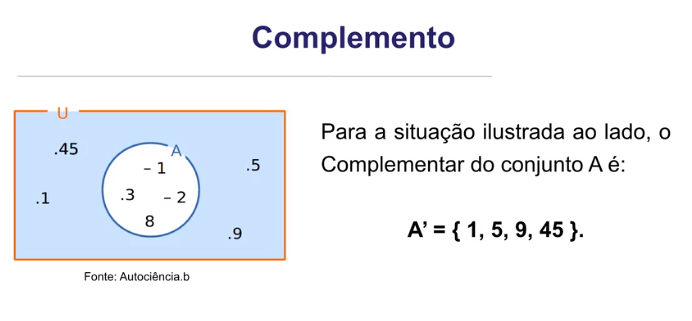 Complemento
U
.45
A
– 1
.5
.1
.3
– 2
8
.9
Fonte: Autociência.b
Para a situação ilustrada ao lado, o
Complementar do conjunto A é:
A’ = { 1, 5, 9, 45 }.